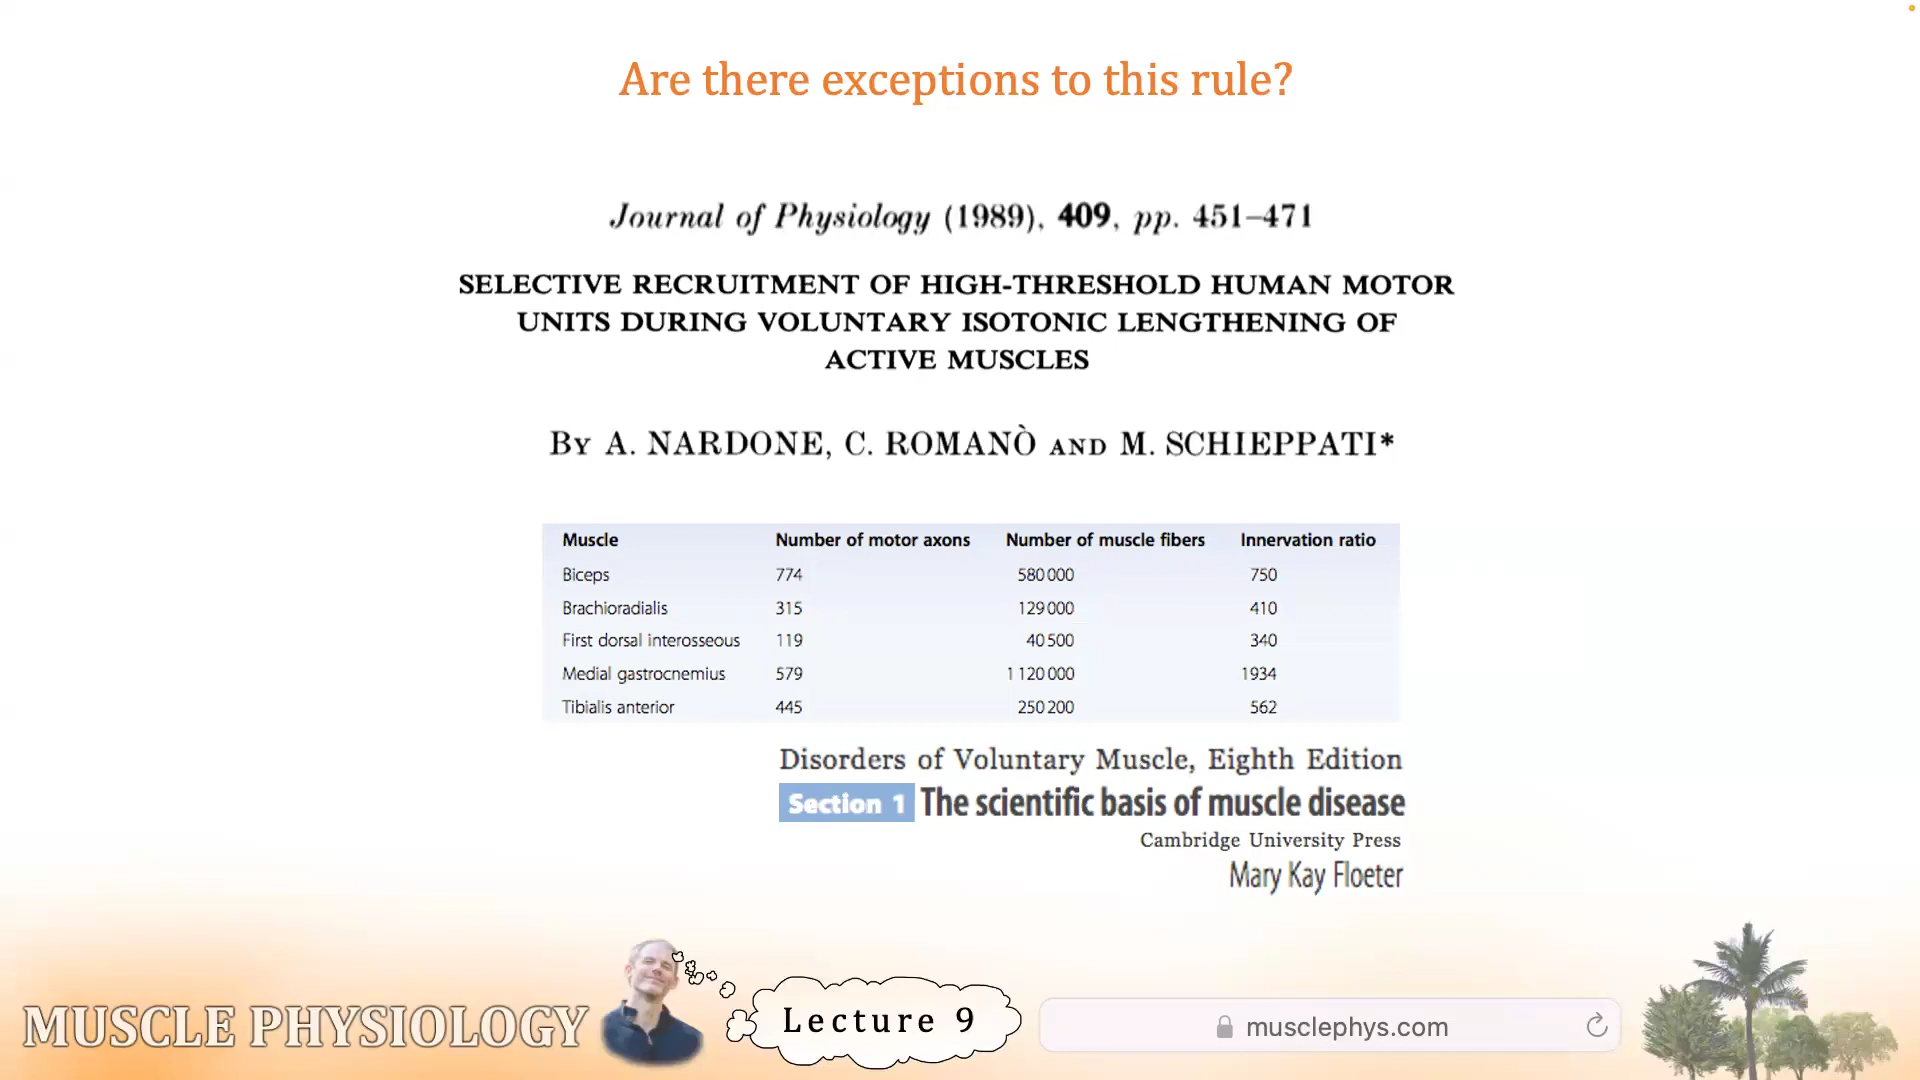 Are there exceptions to this rule?
Journal of Physiology (1989), 409, pp. 451–471
SELECTIVE RECRUITMENT OF HIGH-THRESHOLD HUMAN MOTOR
UNITS DURING VOLUNTARY ISOTONIC LENGTHENING OF
ACTIVE MUSCLES
By A. NARDONE, C. ROMANÒ AND M. SCHIEPPATI*
Muscle Number of motor axons Number of muscle fibers Innervation ratio
Biceps 774 580 000 750
Brachioradialis 315 129 000 410
First dorsal interosseous 119 40 500 340
Medial gastrocnemius 579 1 120 000 1934
Tibialis anterior 445 250 200 562
Disorders of Voluntary Muscle, Eighth Edition
Section 1 The scientific basis of muscle disease
Cambridge University Press
Mary Kay Floeter
MUSCLE PHYSIOLOGY
Lecture 9
musclephys.com